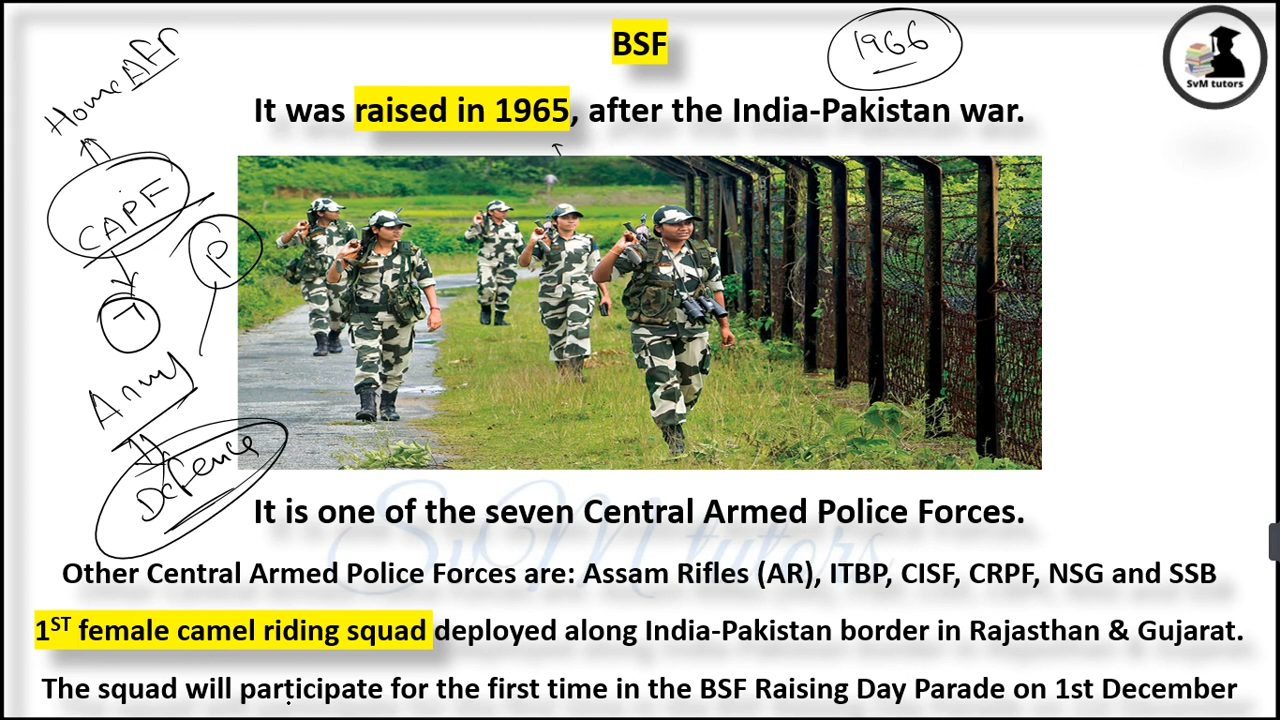 BSF
1966
SvM tutors
It was raised in 1965, after the India-Pakistan war.
Home Aff
CAPF
P
7
Army
Defence
It is one of the seven Central Armed Police Forces.
SvM tutors
Other Central Armed Police Forces are: Assam Rifles (AR), ITBP, CISF, CRPF, NSG and SSB
1ST female camel riding squad deployed along India-Pakistan border in Rajasthan & Gujarat.
The squad will participate for the first time in the BSF Raising Day Parade on 1st December